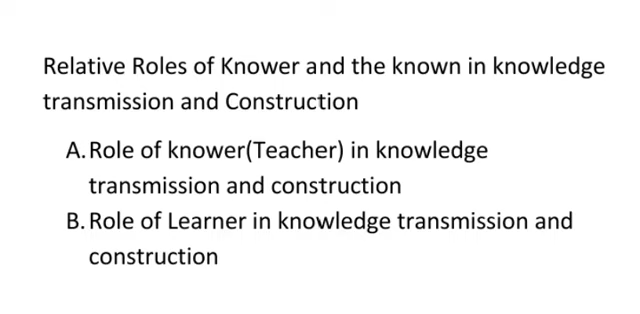 Relative Roles of Knower and the known in knowledge
transmission and Construction
A. Role of knower(Teacher) in knowledge
transmission and construction
B. Role of Learner in knowledge transmission and
construction